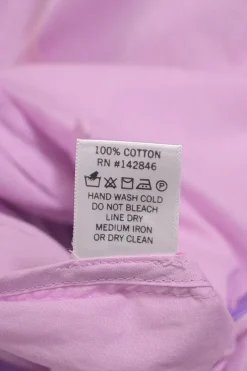 100% COTTON
RN #142846
HAND WASH COLD
DO NOT BLEACH
LINE DRY
MEDIUM IRON
OR DRY CLEAN